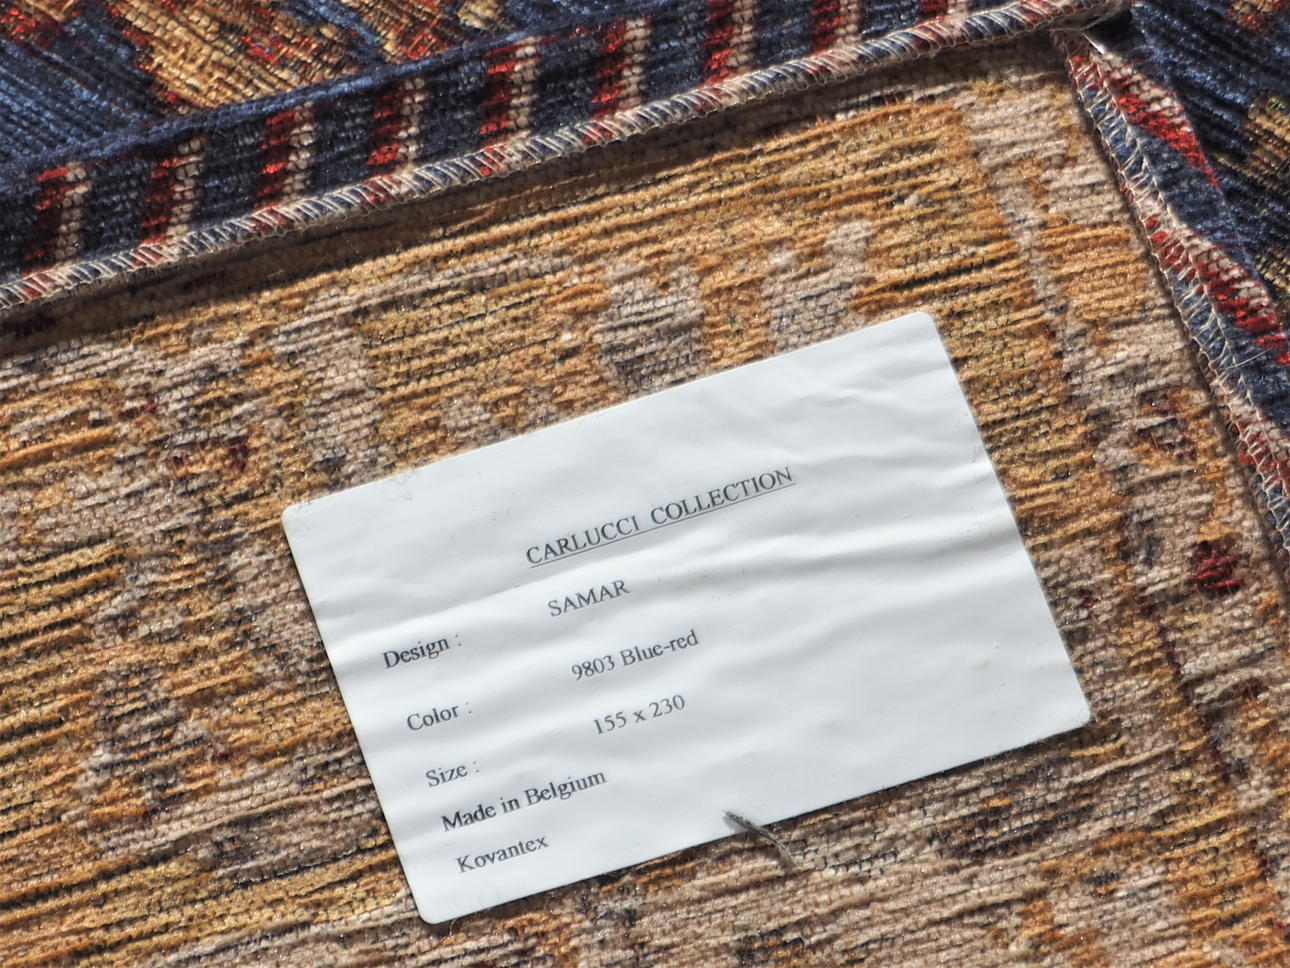 CARLUCCI COLLECTION
Design : SAMAR
Color : 9803 Blue-red
Size : 155 x 230
Made in Belgium
Kovantex